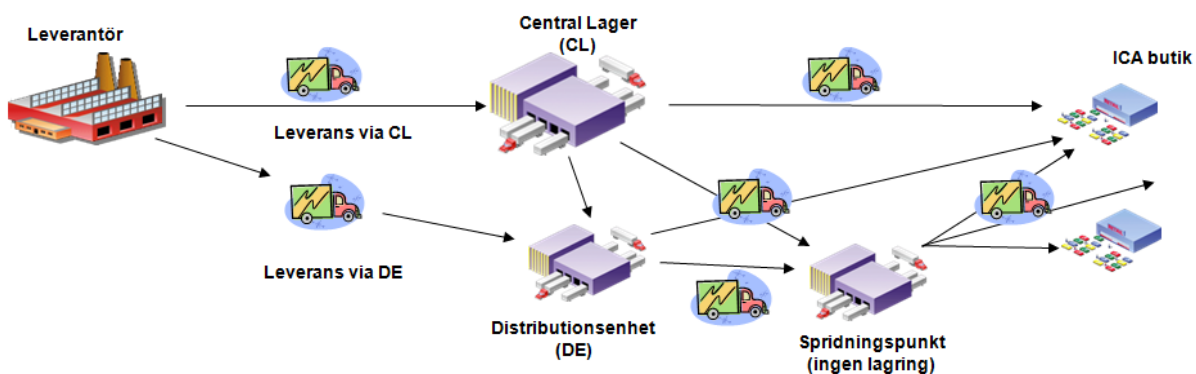 Leverantör
Central Lager
(CL)
ICA butik
Leverans via CL
Leverans via DE
Distributionsenhet
(DE)
Spridningspunkt
(ingen lagring)